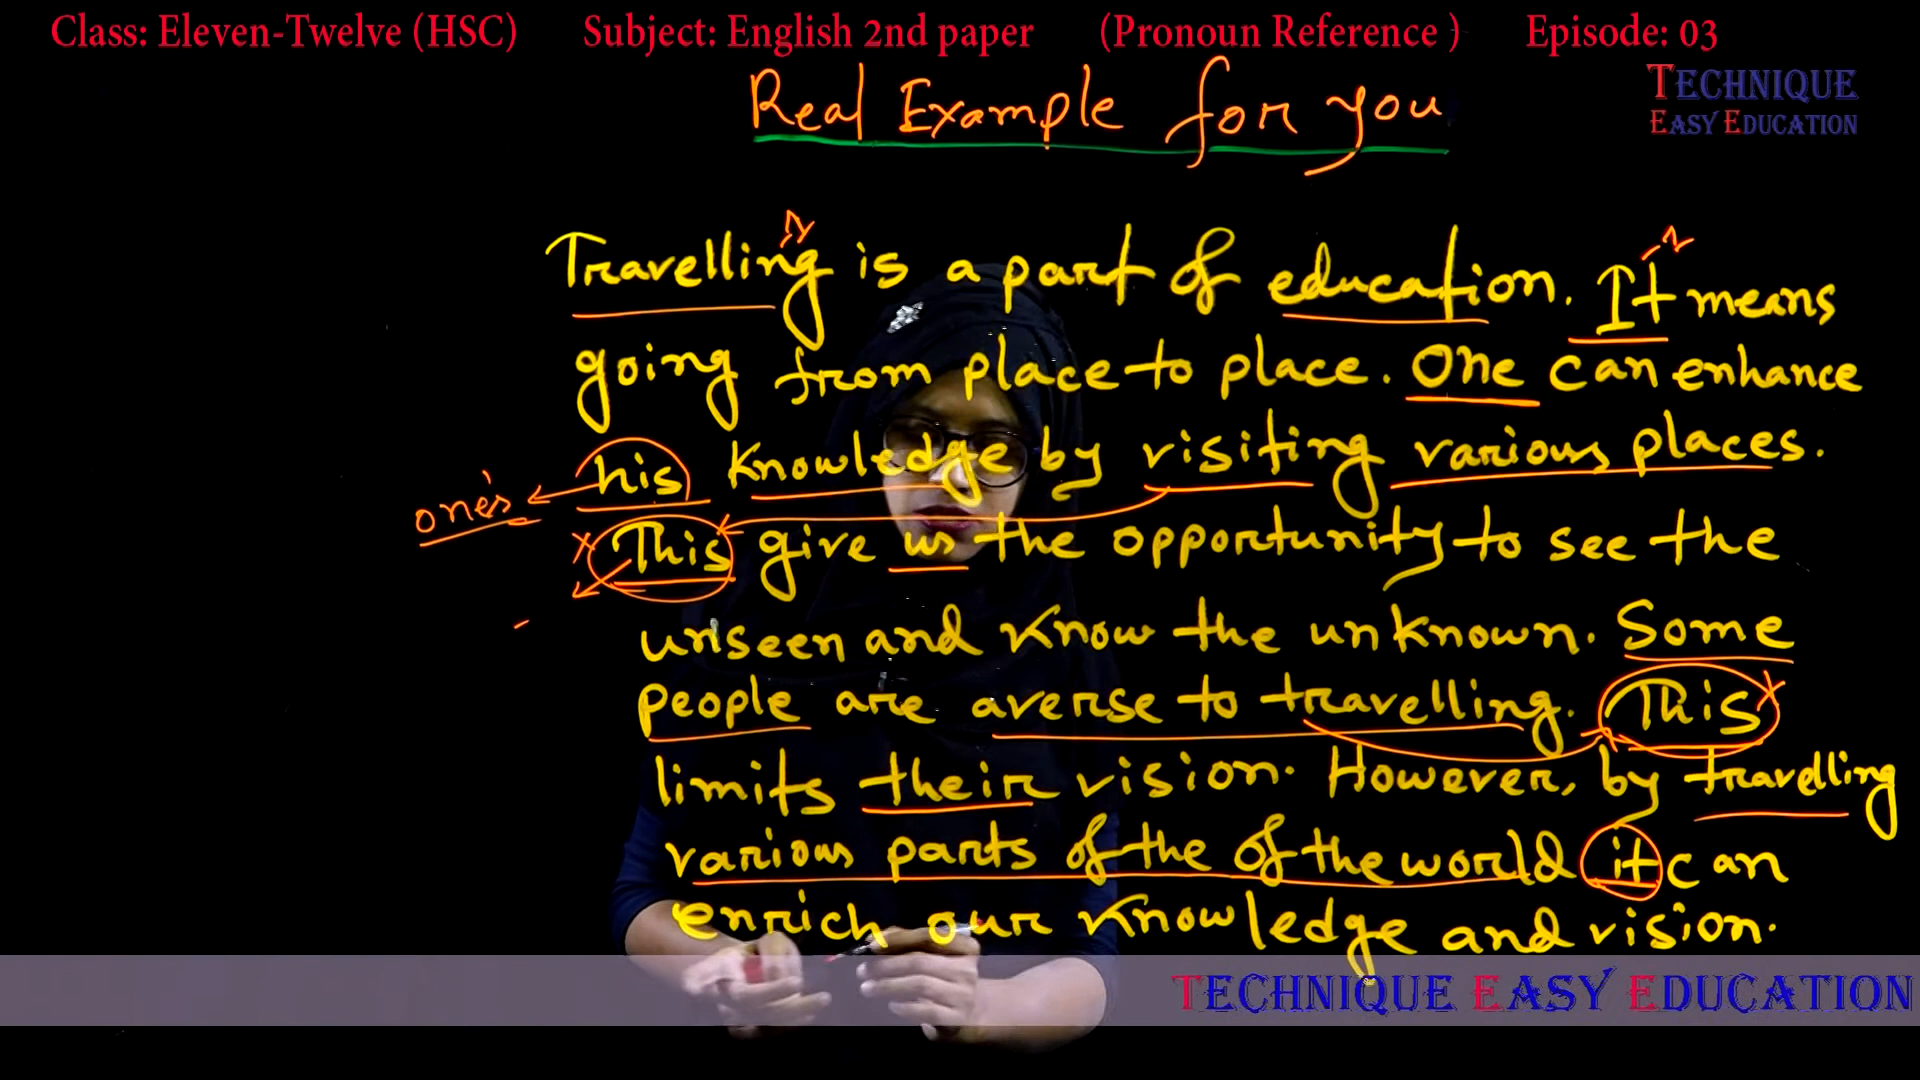 Class: Eleven-Twelve (HSC) Subject: English 2nd paper (Pronoun Reference ) Episode: 03
TECHNIQUE
EASY EDUCATION
Real Example for you
Travelling is a part of education. It means
going from place to place. One can enhance
his knowledge by visiting various places.
one's
This give us the opportunity to see the
unseen and know the unknown. Some
people are averse to travelling. This
limits their vision. However, by travelling
various parts of the of the world it can
enrich our knowledge and vision.
TECHNIQUE EASY EDUCATION